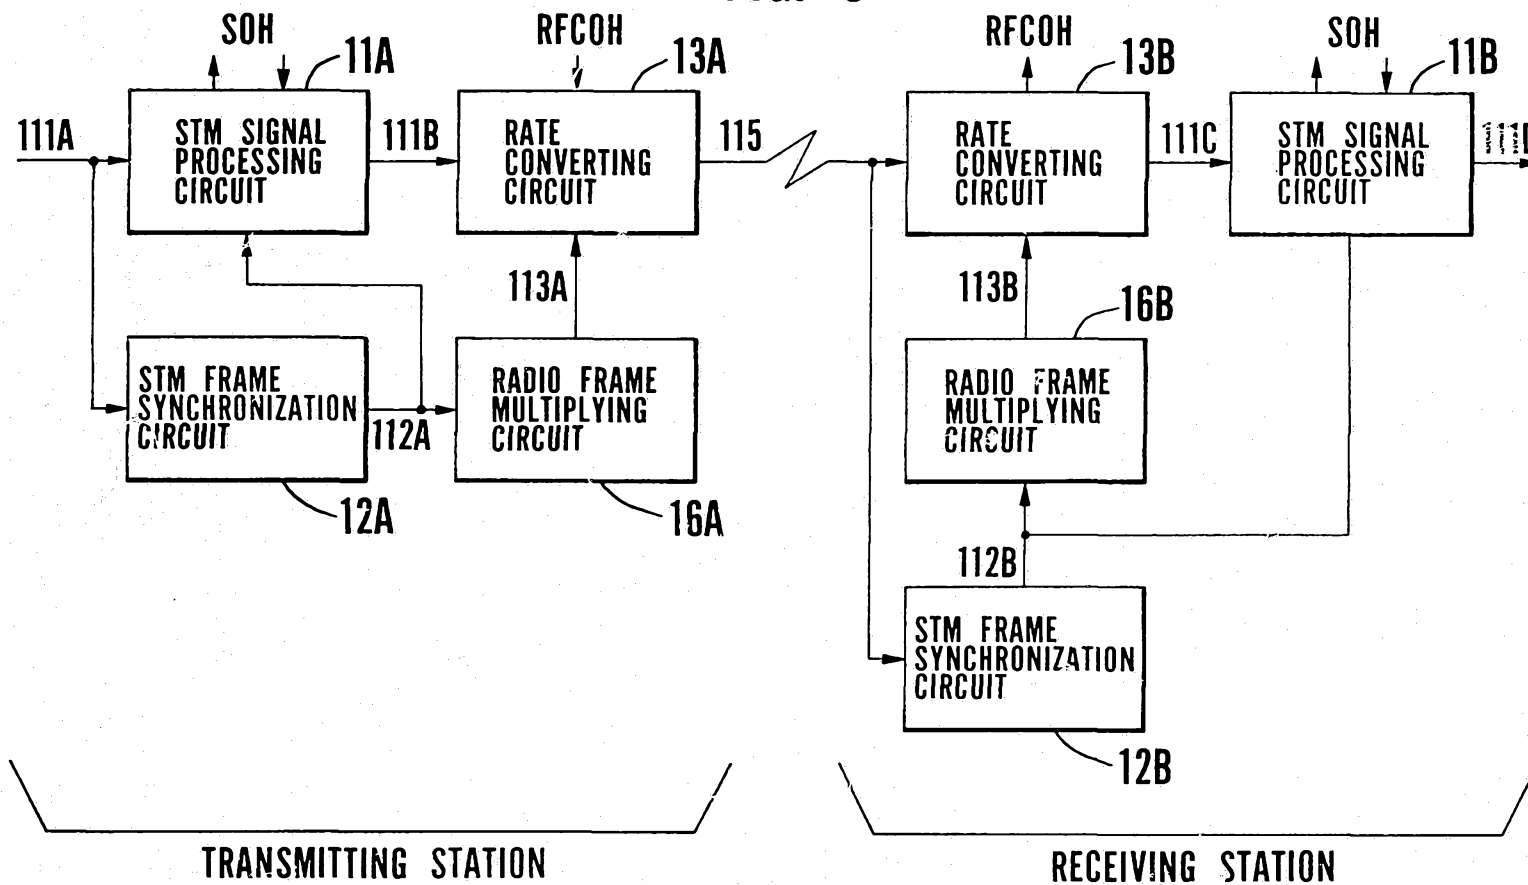 SOH
11A
RFCOH
13A
RFCOH
13B
SOH
11B
111A
STM SIGNAL
PROCESSING
CIRCUIT
111B
RATE
CONVERTING
CIRCUIT
115
RATE
CONVERTING
CIRCUIT
111C
STM SIGNAL
PROCESSING
CIRCUIT
113A
113B
16B
STM FRAME
SYNCHRONIZATION
CIRCUIT
112A
RADIO FRAME
MULTIPLYING
CIRCUIT
RADIO FRAME
MULTIPLYING
CIRCUIT
12A
16A
112B
STM FRAME
SYNCHRONIZATION
CIRCUIT
12B
TRANSMITTING STATION
RECEIVING STATION